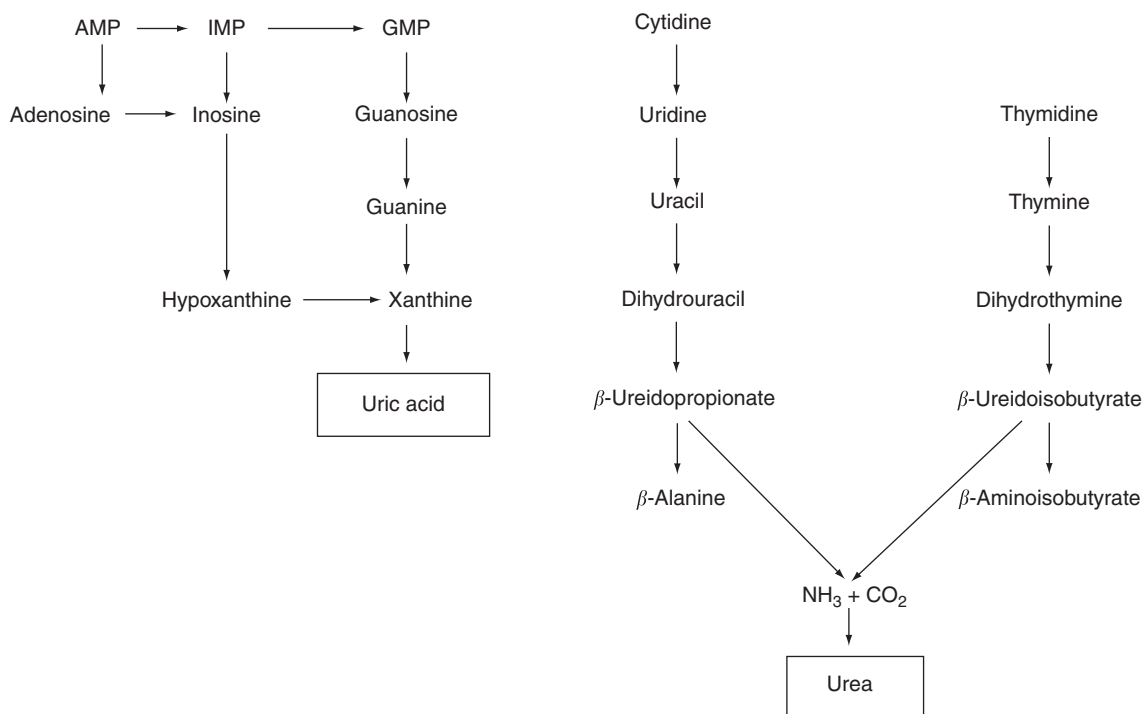 AMP IMP GMP Cytidine
Adenosine Inosine Guanosine Uridine Thymidine
Guanine Uracil Thymine
Hypoxanthine Xanthine Dihydrouracil Dihydrothymine
Uric acid β-Ureidopropionate β-Ureidoisobutyrate
β-Alanine β-Aminoisobutyrate
NH₃ + CO₂
Urea